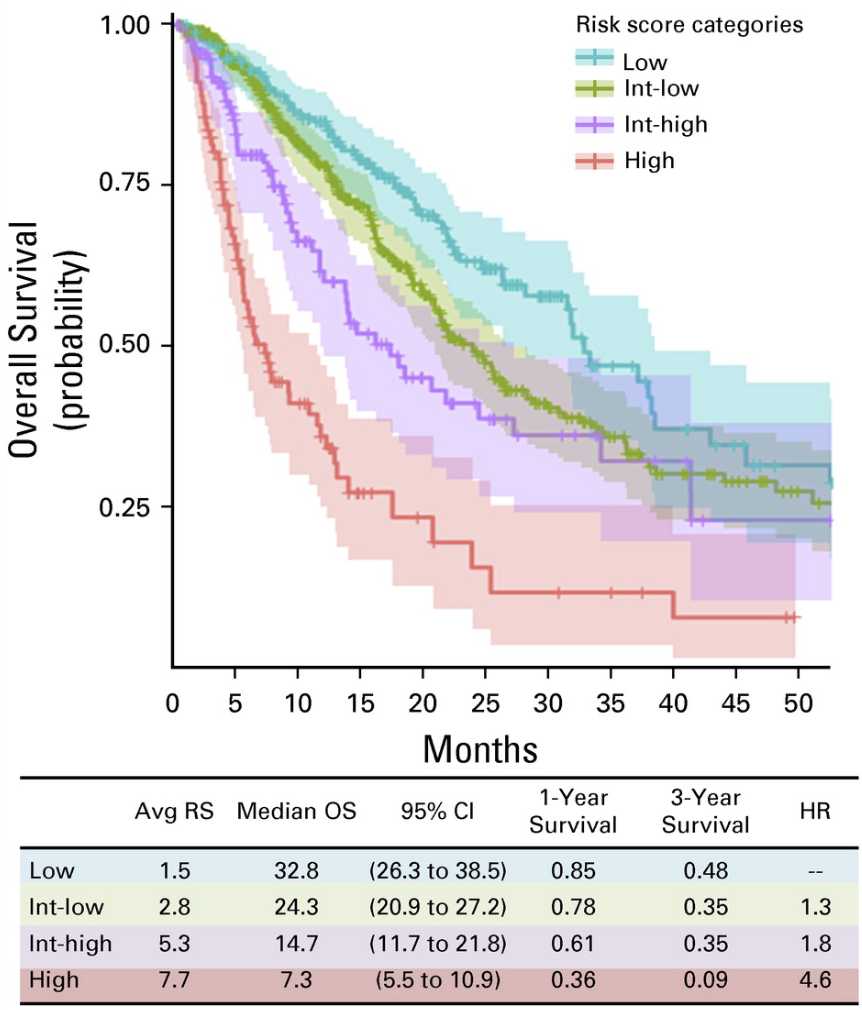 Risk score categories
Low
Int-low
Int-high
High
Overall Survival
(probability)
1.00
0.75
0.50
0.25
0 5 10 15 20 25 30 35 40 45 50
Months
Avg RS Median OS 95% CI 1-Year Survival 3-Year Survival HR
Low 1.5 32.8 (26.3 to 38.5) 0.85 0.48 --
Int-low 2.8 24.3 (20.9 to 27.2) 0.78 0.35 1.3
Int-high 5.3 14.7 (11.7 to 21.8) 0.61 0.35 1.8
High 7.7 7.3 (5.5 to 10.9) 0.36 0.09 4.6